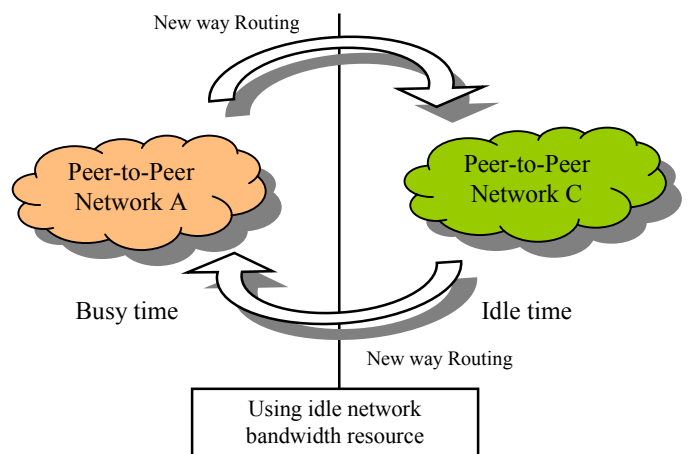 New way Routing
Peer-to-Peer
Network A
Peer-to-Peer
Network C
Busy time
Idle time
New way Routing
Using idle network
bandwidth resource